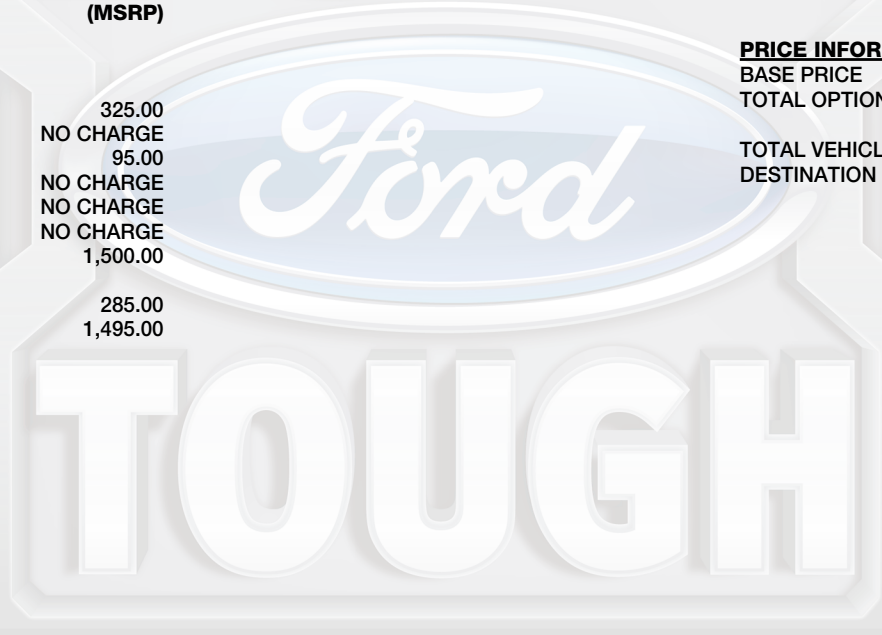 (MSRP)
325.00
NO CHARGE
95.00
NO CHARGE
NO CHARGE
NO CHARGE
1,500.00
285.00
1,495.00
PRICE INFOR
BASE PRICE
TOTAL OPTION
TOTAL VEHICL
DESTINATION
Ford
TOUGH